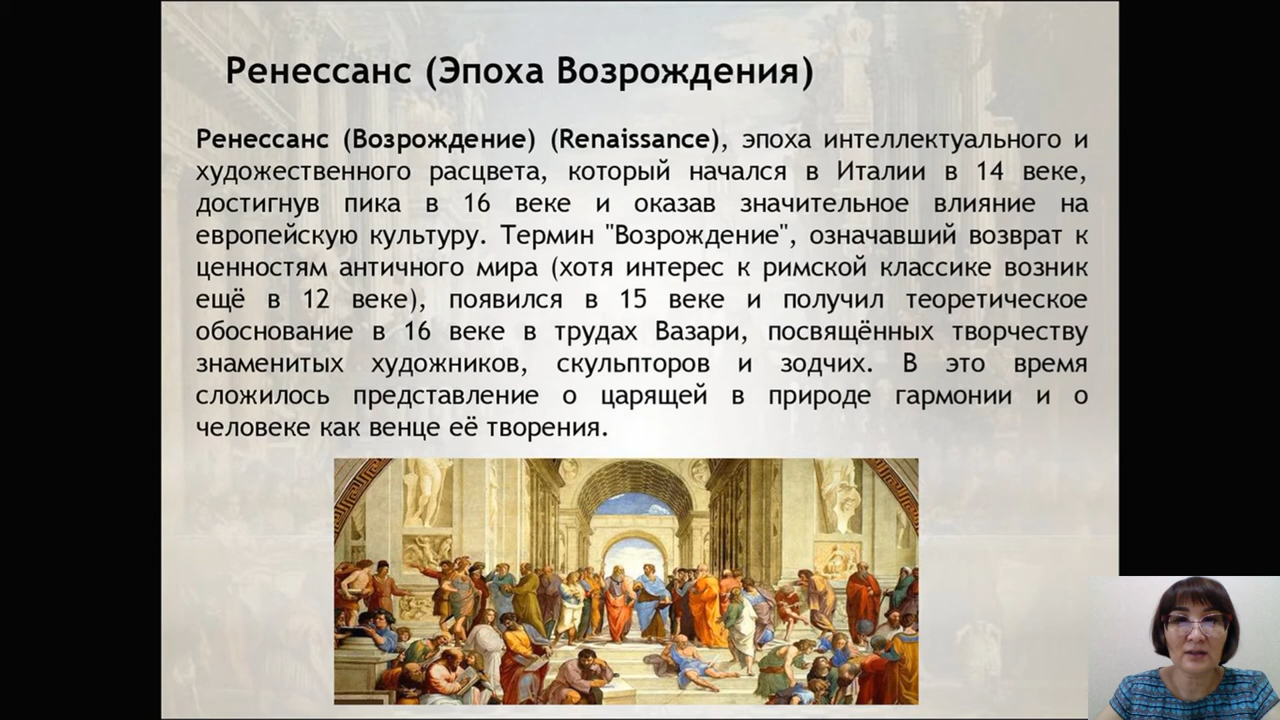 Ренессанс (Эпоха Возрождения)
Ренессанс (Возрождение) (Renaissance), эпоха интеллектуального и
художественного расцвета, который начался в Италии в 14 веке,
достигнув пика в 16 веке и оказав значительное влияние на
европейскую культуру. Термин "Возрождение", означавший возврат к
ценностям античного мира (хотя интерес к римской классике возник
ещё в 12 веке), появился в 15 веке и получил теоретическое
обоснование в 16 веке в трудах Вазари, посвящённых творчеству
знаменитых художников, скульпторов и зодчих. В это время
сложилось представление о царящей в природе гармонии и о
человеке как венце её творения.